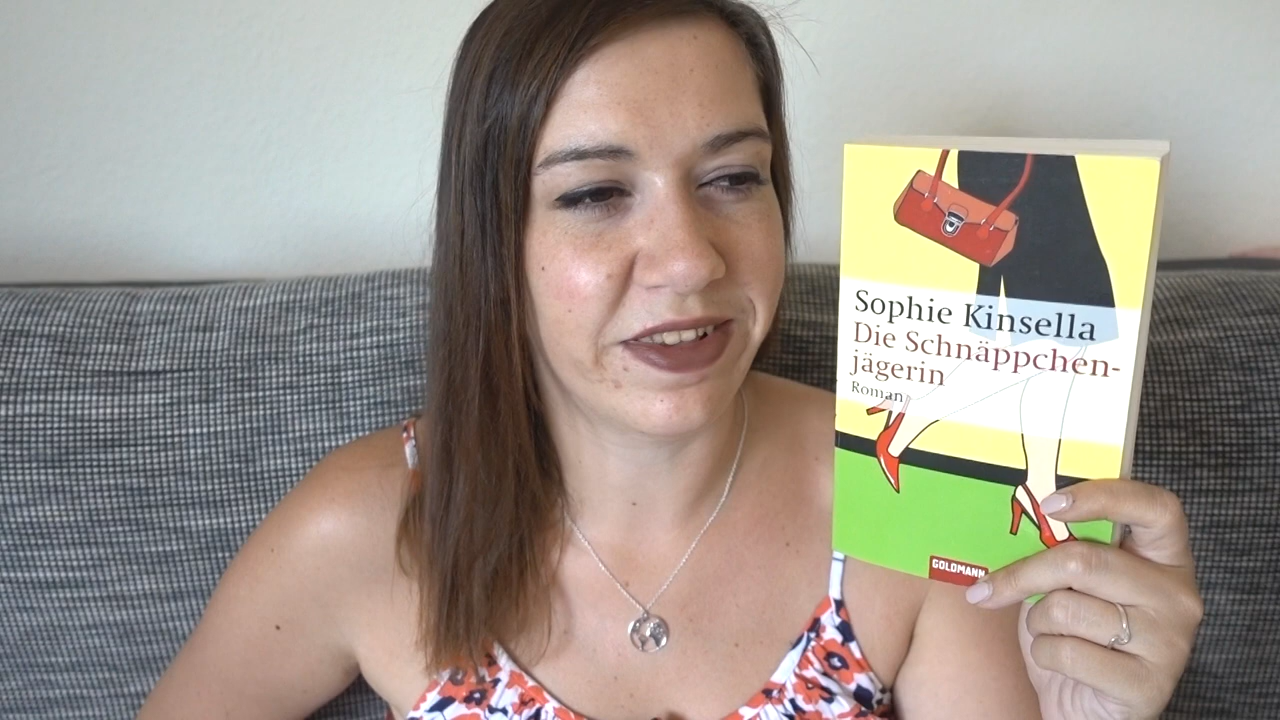 Sophie Kinsella
Die Schnäppchen-
jägerin
Roman
GOLDMANN